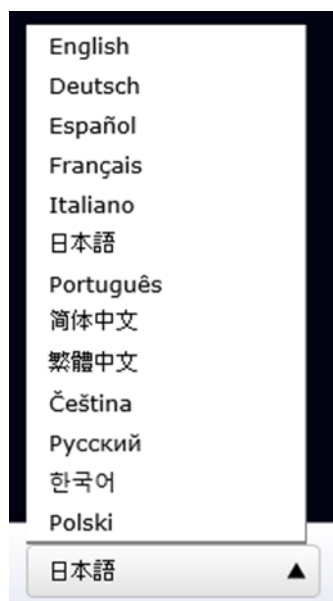 English
Deutsch
Español
Français
Italiano
日本語
Português
简体中文
繁體中文
Čeština
Русский
한국어
Polski
日本語